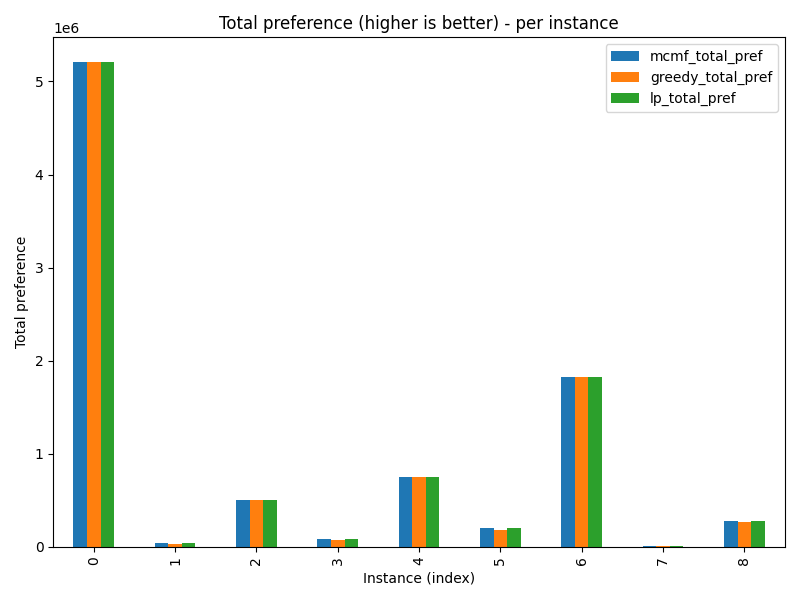 Total preference (higher is better) - per instance
1e6
mcmf_total_pref
greedy_total_pref
lp_total_pref
5
4
3
2
1
0
Total preference
0 1 2 3 4 5 6 7 8
Instance (index)